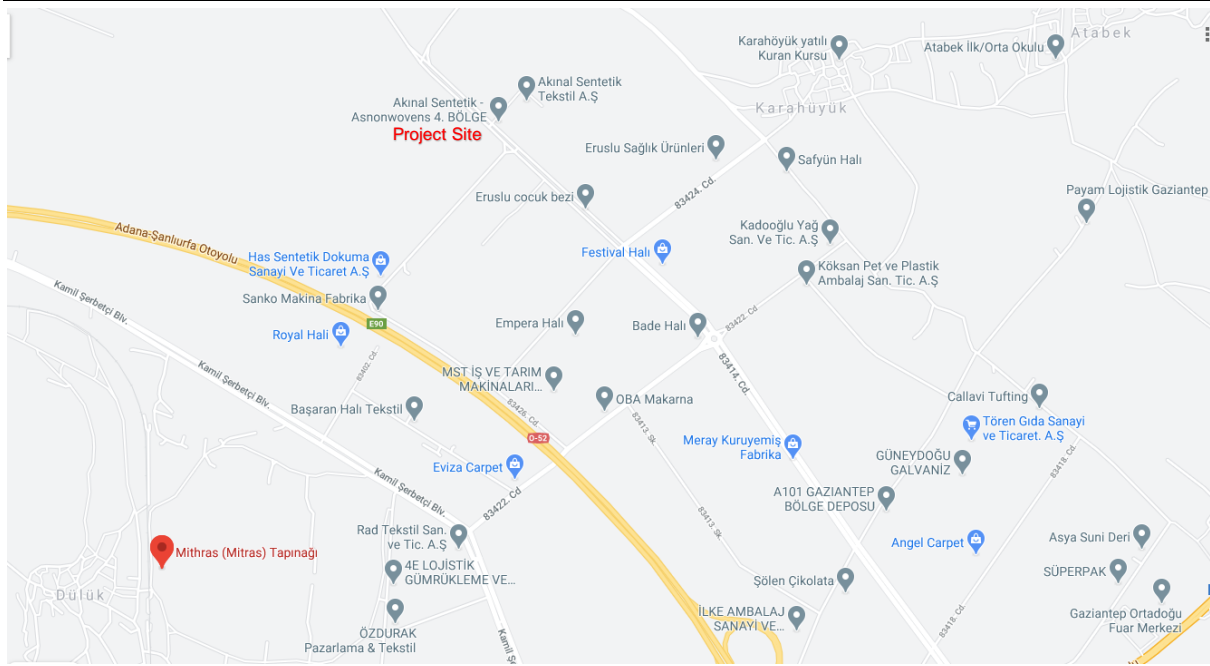 Karahöyük yatılı
Kuran Kursu
Atabek İlk/Orta Okulu
Atabek
Akınal Sentetik
Tekstil A.Ş
Akınal Sentetik -
Asnonwovens 4. BÖLGE
Project Site
Karahüyük
Eruslu Sağlık Ürünleri
Safyün Halı
83424. Cd.
Eruslu cocuk bezi
Payam Lojistik Gaziantep
Adana-Şanlıurfa Otoyolu
Kadooğlu Yağ
San. Ve Tic. A.Ş
Has Sentetik Dokuma
Sanayi Ve Ticaret A.Ş
Festival Halı
Köksan Pet ve Plastik
Ambalaj San. Tic. A.Ş
Kamil Şerbetçi Blv.
Sanko Makina Fabrika
E90
Royal Hali
Empera Halı
Bade Halı
83422. Cd.
83402. Cd.
Kamil Şerbetçi Blv.
MST İŞ VE TARIM
MAKİNALARI...
83414. Cd.
Başaran Halı Tekstil
83426. Cd.
OBA Makarna
Callavi Tufting
83413. Sk.
O-52
Tören Gıda Sanayi
ve Ticaret. A.Ş
Meray Kuruyemiş
Fabrika
GÜNEYDOĞU
GALVANİZ
83418. Cd.
Eviza Carpet
Kamil Şerbetçi Blv.
83422. Cd
A101 GAZIANTEP
BÖLGE DEPOSU
83413 Sk.
Rad Tekstil San.
ve Tic. A.Ş
Asya Suni Deri
Angel Carpet
Mithras (Mitras) Tapınağı
4E LOJİSTİK
GÜMRÜKLEME VE...
Şölen Çikolata
SÜPERPAK
Dülük
İLKE AMBALAJ
SANAYİ VE...
83418. Cd.
Gaziantep Ortadoğu
Fuar Merkezi
ÖZDURAK
Pazarlama & Tekstil
Kamil Ş